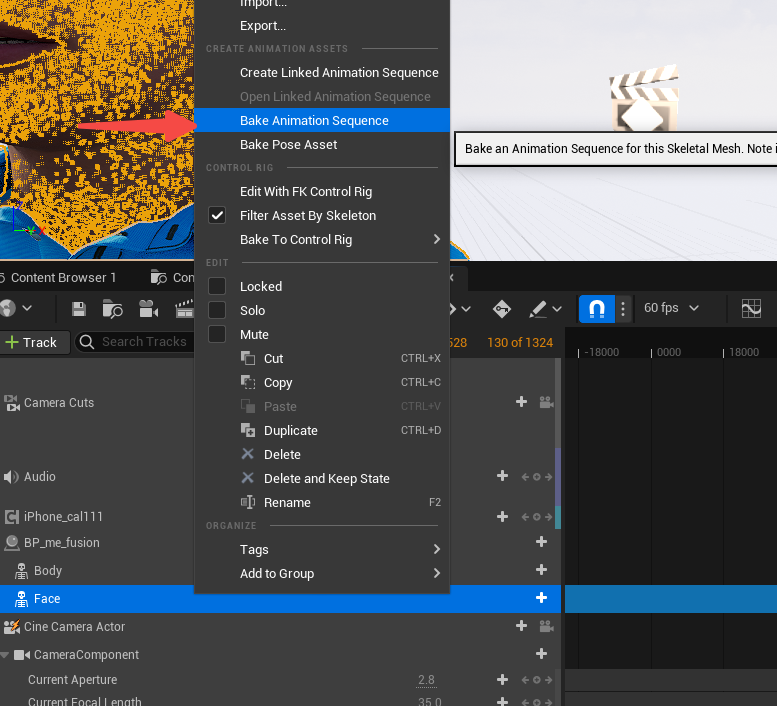 Import...
Export...
CREATE ANIMATION ASSETS
Create Linked Animation Sequence
Open Linked Animation Sequence
Bake Animation Sequence
Bake Pose Asset
Bake an Animation Sequence for this Skeletal Mesh. Note i
CONTROL RIG
Edit With FK Control Rig
Filter Asset By Skeleton
Bake To Control Rig
EDIT
Locked
Solo
Mute
Cut CTRL+X
Copy CTRL+C
Paste CTRL+V
Duplicate CTRL+D
Delete
Delete and Keep State
Rename F2
ORGANIZE
Tags
Add to Group
Content Browser 1
Con
60 fps
Track
Search Tracks
528 130 of 1324
-18000 0000 18000
Camera Cuts
Audio
iPhone_cal111
BP_me_fusion
Body
Face
Cine Camera Actor
CameraComponent
Current Aperture 2.8
Current Focal Length 35.0